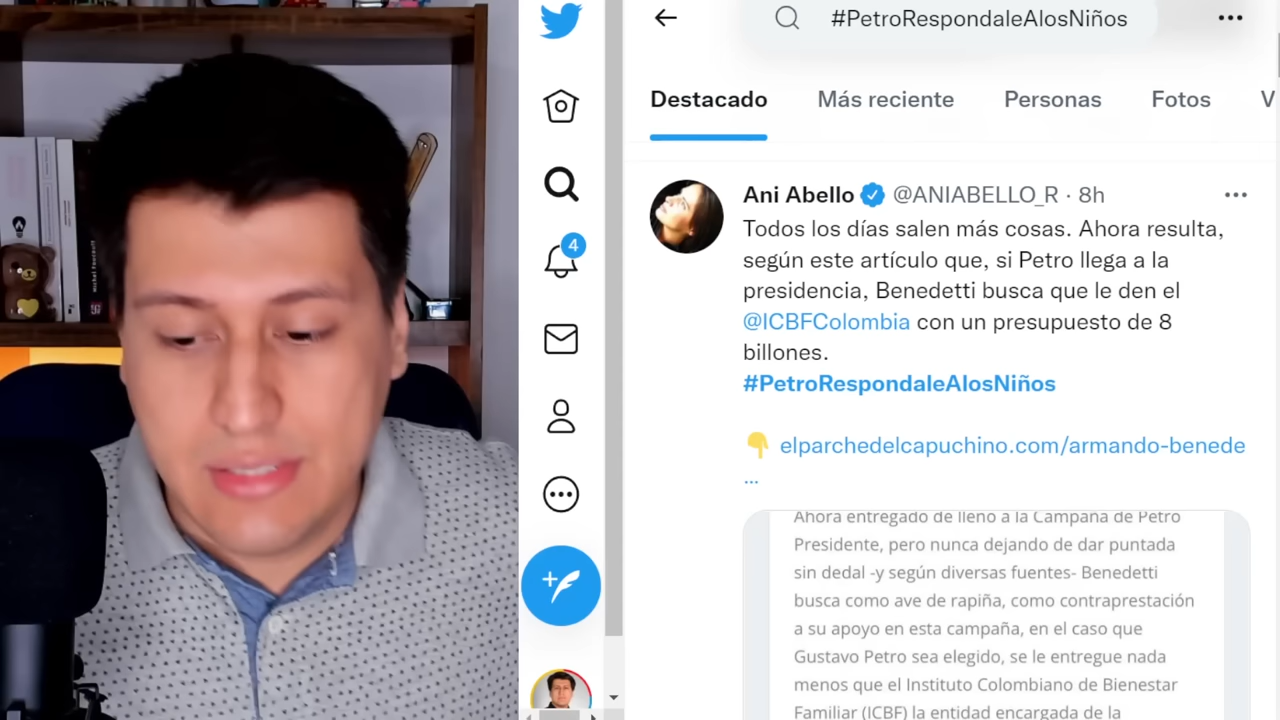 #PetroRespondaleAlosNiños
Destacado Más reciente Personas Fotos V
Ani Abello @ANIABELLO_R · 8h
Todos los días salen más cosas. Ahora resulta,
según este artículo que, si Petro llega a la
presidencia, Benedetti busca que le den el
@ICBFColombia con un presupuesto de 8
billones.
#PetroRespondaleAlosNiños
elparchedelcapuchino.com/armando-benede
...
Ahora entregado de lleno a la Campaña de Petro
Presidente, pero nunca dejando de dar puntada
sin dedal -y según diversas fuentes- Benedetti
busca como ave de rapiña, como contraprestación
a su apoyo en esta campaña, en el caso que
Gustavo Petro sea elegido, se le entregue nada
menos que el Instituto Colombiano de Bienestar
Familiar (ICBF) la entidad encargada de la
4
Michel Foucault